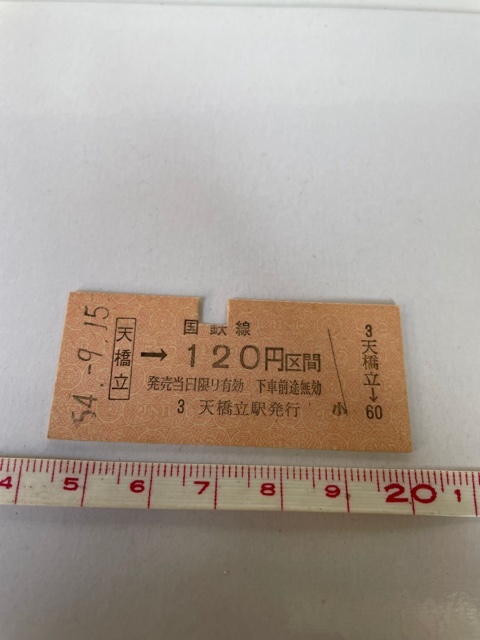 54.-9.15
天橋立
国鉄線
→120円区間
発売当日限り有効 下車前途無効
3 天橋立駅発行
小
3
天橋立→60
4 5 6 7 8 9 20 1